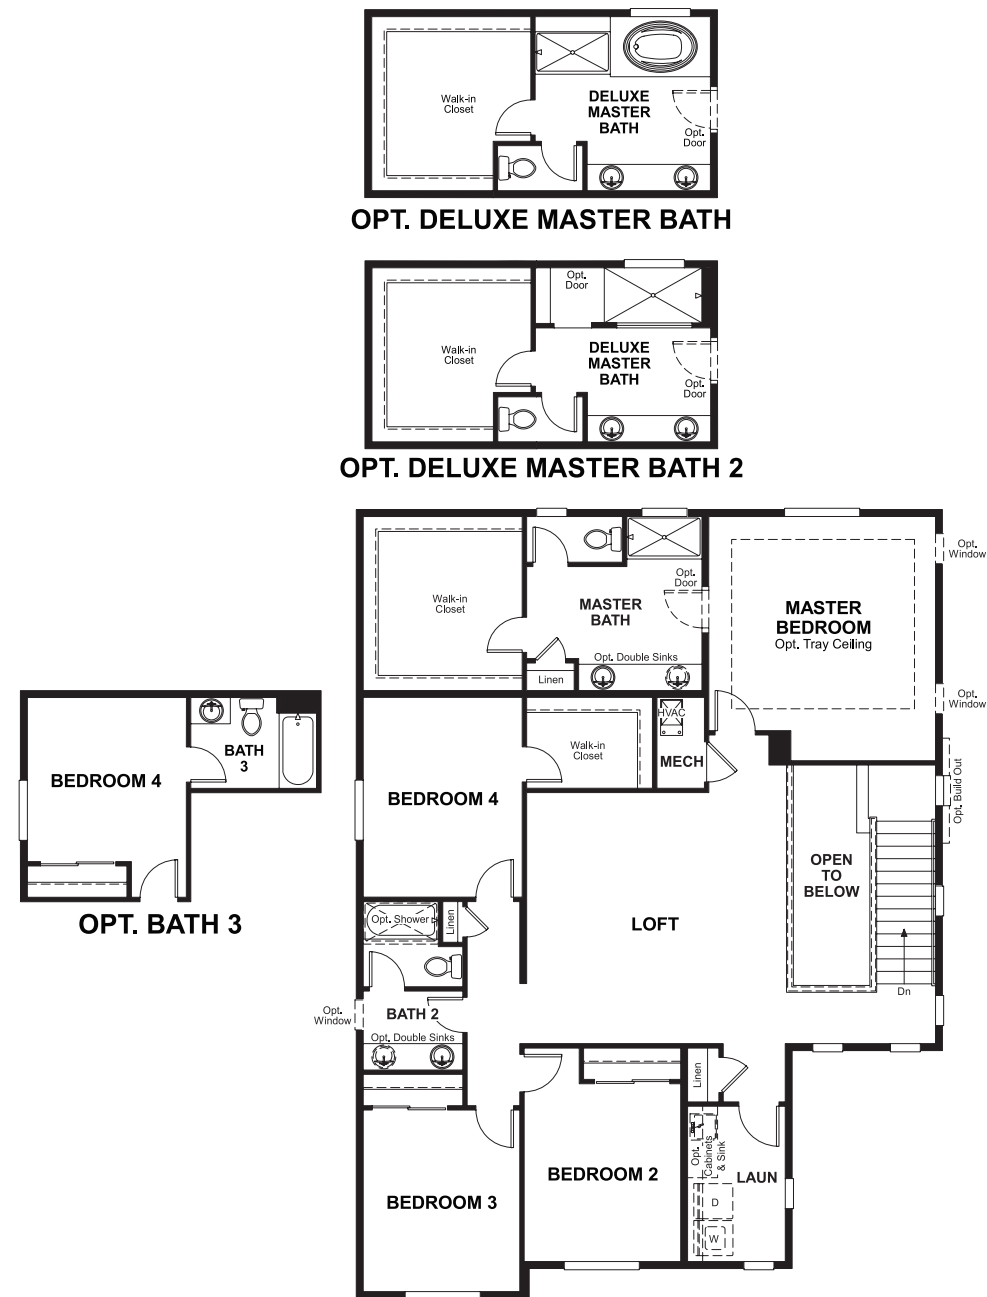 Walk-in
Closet
DELUXE
MASTER
BATH
Opt.
Door
OPT. DELUXE MASTER BATH
Opt.
Door
Walk-in
Closet
DELUXE
MASTER
BATH
Opt.
Door
OPT. DELUXE MASTER BATH 2
Opt.
Window
Opt.
Door
Walk-in
Closet
MASTER
BATH
MASTER
BEDROOM
Opt. Tray Ceiling
Opt. Double Sinks
Linen
Opt.
Window
HVAC
Walk-in
Closet
MECH
BATH
3
BEDROOM 4
BEDROOM 4
Opt. Build Out
OPEN
TO
BELOW
OPT. BATH 3
Opt. Shower
Linen
LOFT
Dn
Opt.
Window
BATH 2
Opt. Double Sinks
Linen
Opt.
Cabinets
& Sink
BEDROOM 2
LAUN
BEDROOM 3
D
W